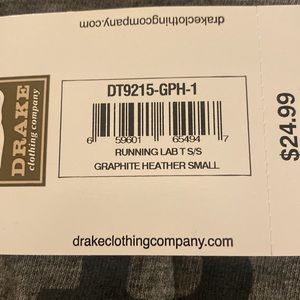 drakeclothingcompany.com
DRAKE
clothing company
DT9215-GPH-1
6 59601 65494 7
RUNNING LAB T S/S
GRAPHITE HEATHER SMALL
$24.99
drakeclothingcompany.com